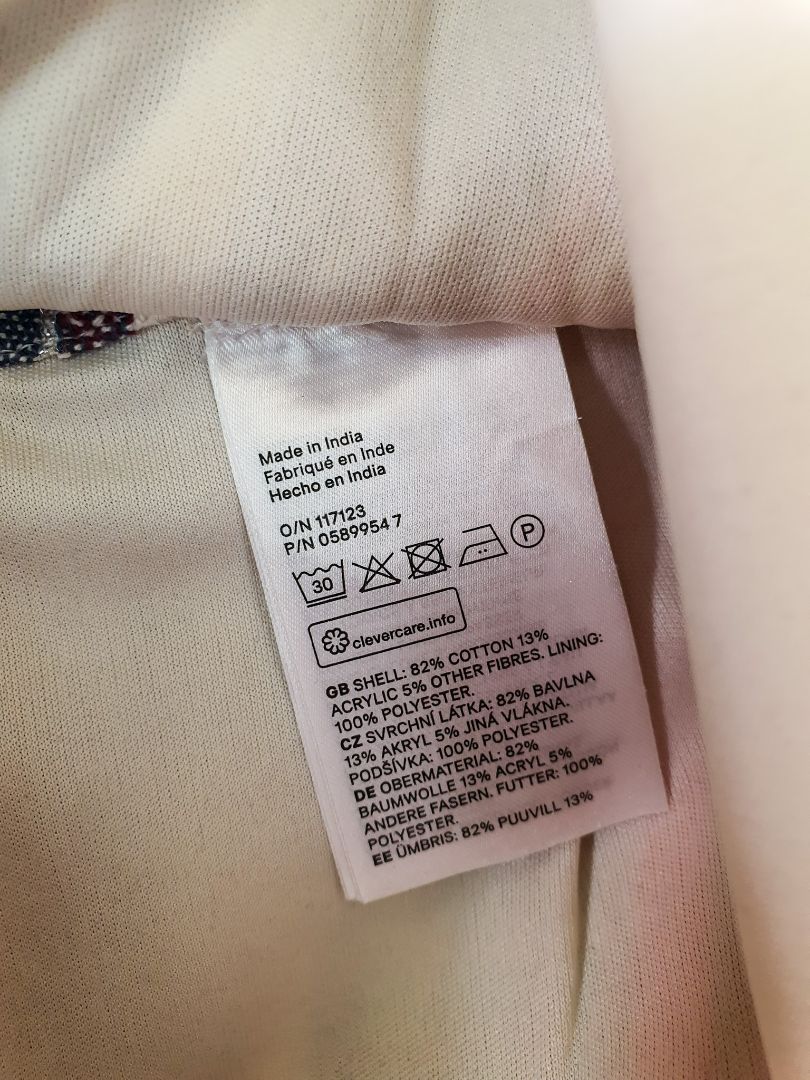 Made in India
Fabriqué en Inde
Hecho en India
O/N 117123
P/N 0589954 7
30 P
clevercare.info
GB SHELL: 82% COTTON 13%
ACRYLIC 5% OTHER FIBRES. LINING:
100% POLYESTER.
CZ SVRCHNÍ LÁTKA: 82% BAVLNA
13% AKRYL 5% JINÁ VLÁKNA.
PODŠÍVKA: 100% POLYESTER.
DE OBERMATERIAL: 82%
BAUMWOLLE 13% ACRYL 5%
ANDERE FASERN. FUTTER: 100%
POLYESTER.
EE ÜMBRIS: 82% PUUVILL 13%